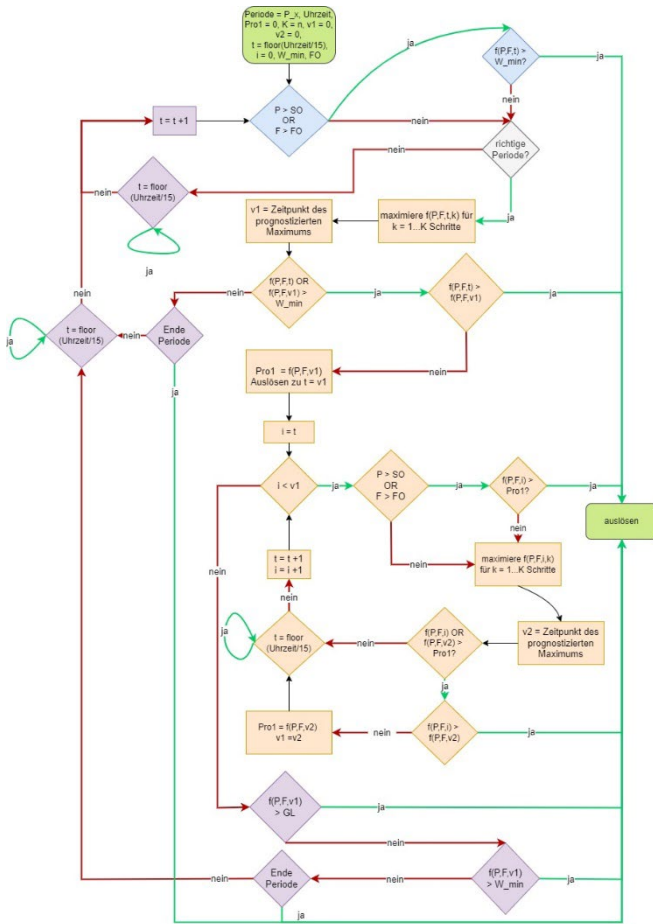 Periode = P_x, Uhrzeit,
Pro1 = 0, K = n, v1 = 0,
v2 = 0,
t = floor(Uhrzeit/15),
i = 0, W_min, FO
ja
f(P,F,t) >
W_min?
ja
nein
t = t +1
P > SO
OR
F > FO
nein
richtige
Periode?
nein
nein
t = floor
(Uhrzeit/15)
ja
ja
v1 = Zeitpunkt des
prognostizierten
Maximums
maximiere f(P,F,t,k) für
k = 1...K Schritte
nein
ja
t = floor
(Uhrzeit/15)
nein
Ende
Periode
nein
f(P,F,t) OR
f(P,F,v1) >
W_min
ja
f(P,F,t) >
f(P,F,v1)
ja
ja
nein
Pro1 = f(P,F,v1)
Auslösen zu t = v1
i = t
i < v1
ja
P > SO
OR
F > FO
ja
f(P,F,i) >
Pro1?
ja
nein
auslösen
nein
t = t +1
i = i +1
nein
nein
maximiere f(P,F,i,k)
für k = 1...K Schritte
ja
t = floor
(Uhrzeit/15)
nein
f(P,F,i) OR
f(P,F,v2) >
Pro1?
v2 = Zeitpunkt des
prognostizierten
Maximums
ja
Pro1 = f(P,F,v2)
v1 =v2
nein
f(P,F,i) >
f(P,F,v2)
ja
f(P,F,v1)
> GL
ja
nein
nein
Ende
Periode
nein
f(P,F,v1)
> W_min
ja
ja